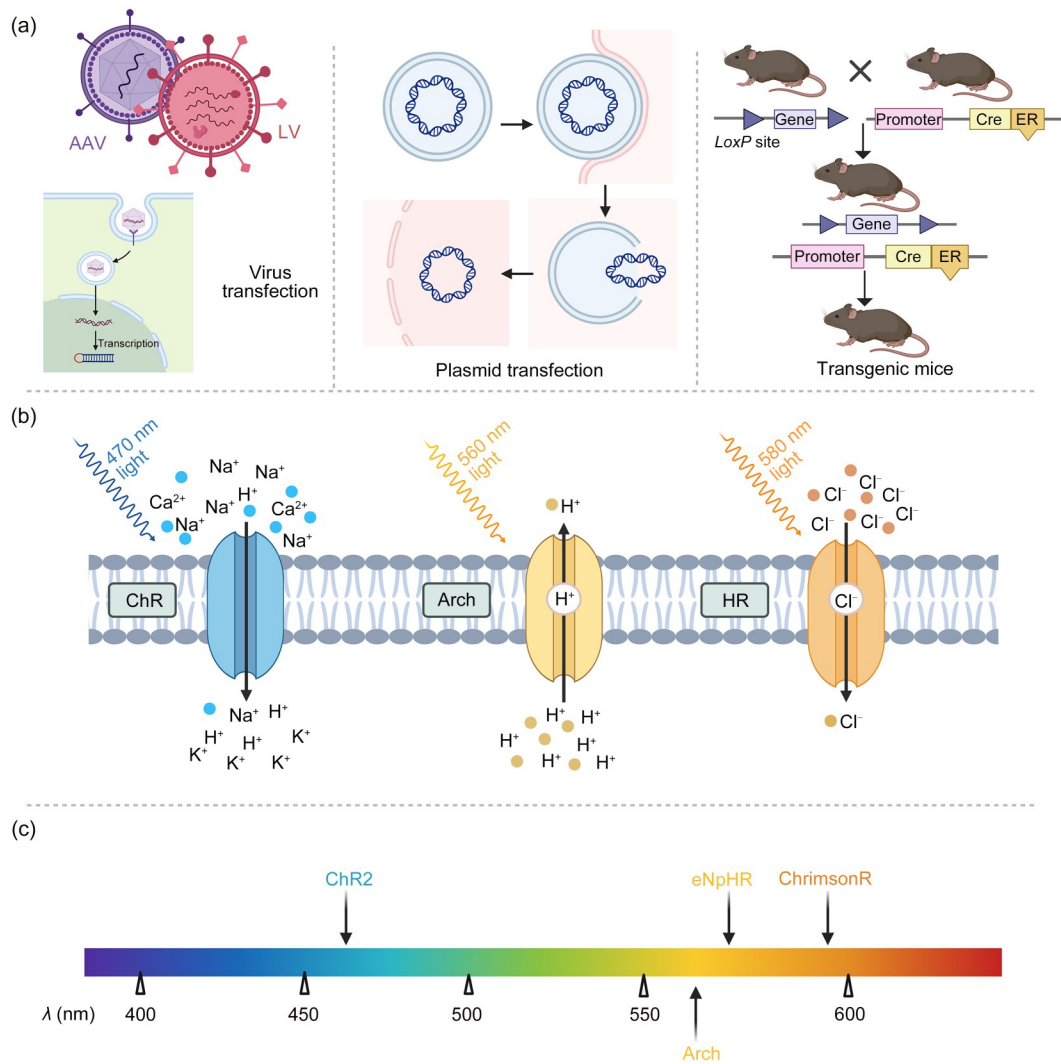 (a)
AAV
LV
Virus
transfection
Transcription
Plasmid transfection
Gene
LoxP site
Promoter
Cre
ER
Gene
Promoter
Cre
ER
Transgenic mice
(b)
470 nm
light
Na⁺
Na⁺
Ca²⁺
Na⁺
H⁺
Ca²⁺
Na⁺
Na⁺
ChR
Na⁺
H⁺
H⁺
H⁺
K⁺
K⁺
K⁺
K⁺
560 nm
light
H⁺
Arch
H⁺
H⁺
H⁺
H⁺
H⁺
H⁺
H⁺
580 nm
light
Cl⁻
Cl⁻
Cl⁻
Cl⁻
Cl⁻
Cl⁻
HR
Cl⁻
Cl⁻
(c)
ChR2
eNpHR
ChrimsonR
λ (nm)
400
450
500
550
600
Arch